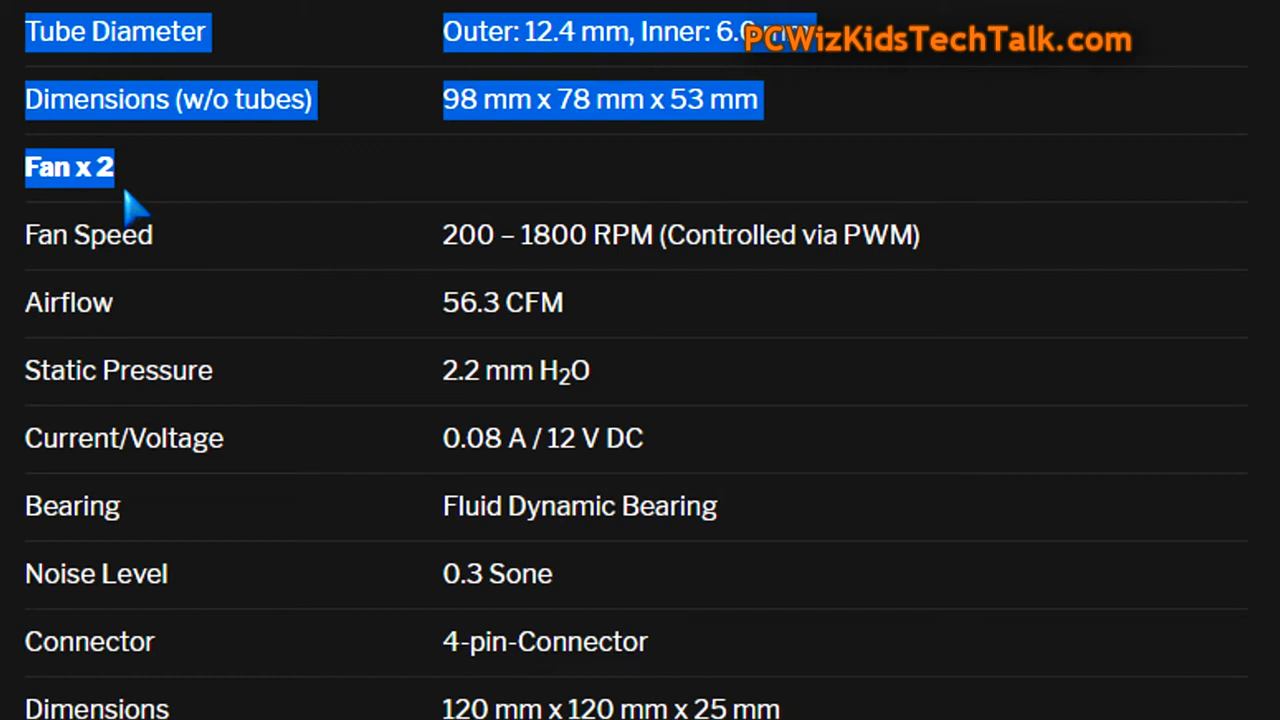 Tube Diameter Outer: 12.4 mm, Inner: 6.0 mm
PCWizKidsTechTalk.com
Dimensions (w/o tubes) 98 mm x 78 mm x 53 mm
Fan x 2
Fan Speed 200 – 1800 RPM (Controlled via PWM)
Airflow 56.3 CFM
Static Pressure 2.2 mm H₂O
Current/Voltage 0.08 A / 12 V DC
Bearing Fluid Dynamic Bearing
Noise Level 0.3 Sone
Connector 4-pin-Connector
Dimensions 120 mm x 120 mm x 25 mm